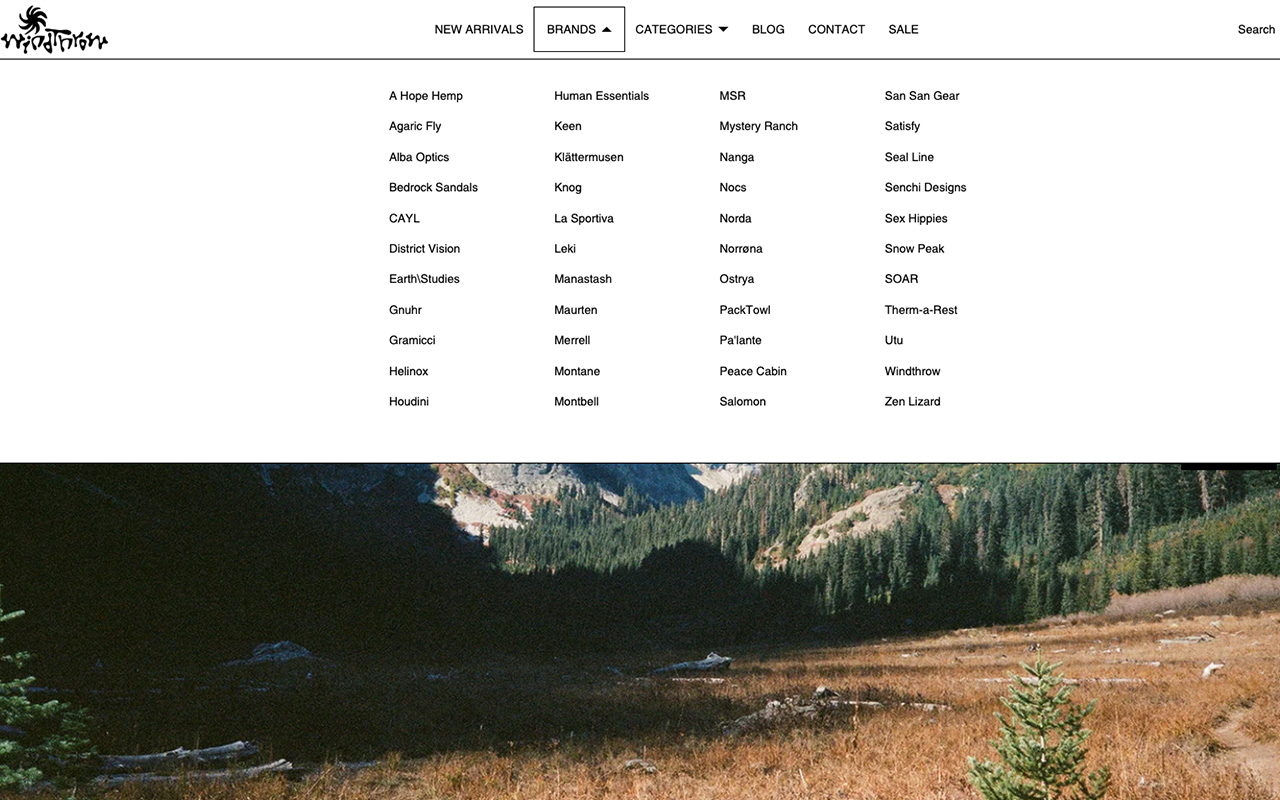 Windthrow
NEW ARRIVALS
BRANDS
CATEGORIES
BLOG
CONTACT
SALE
Search
A Hope Hemp
Agaric Fly
Alba Optics
Bedrock Sandals
CAYL
District Vision
Earth\Studies
Gnuhr
Gramicci
Helinox
Houdini
Human Essentials
Keen
Klättermusen
Knog
La Sportiva
Leki
Manastash
Maurten
Merrell
Montane
Montbell
MSR
Mystery Ranch
Nanga
Nocs
Norda
Norrøna
Ostrya
PackTowl
Pa'lante
Peace Cabin
Salomon
San San Gear
Satisfy
Seal Line
Senchi Designs
Sex Hippies
Snow Peak
SOAR
Therm-a-Rest
Utu
Windthrow
Zen Lizard